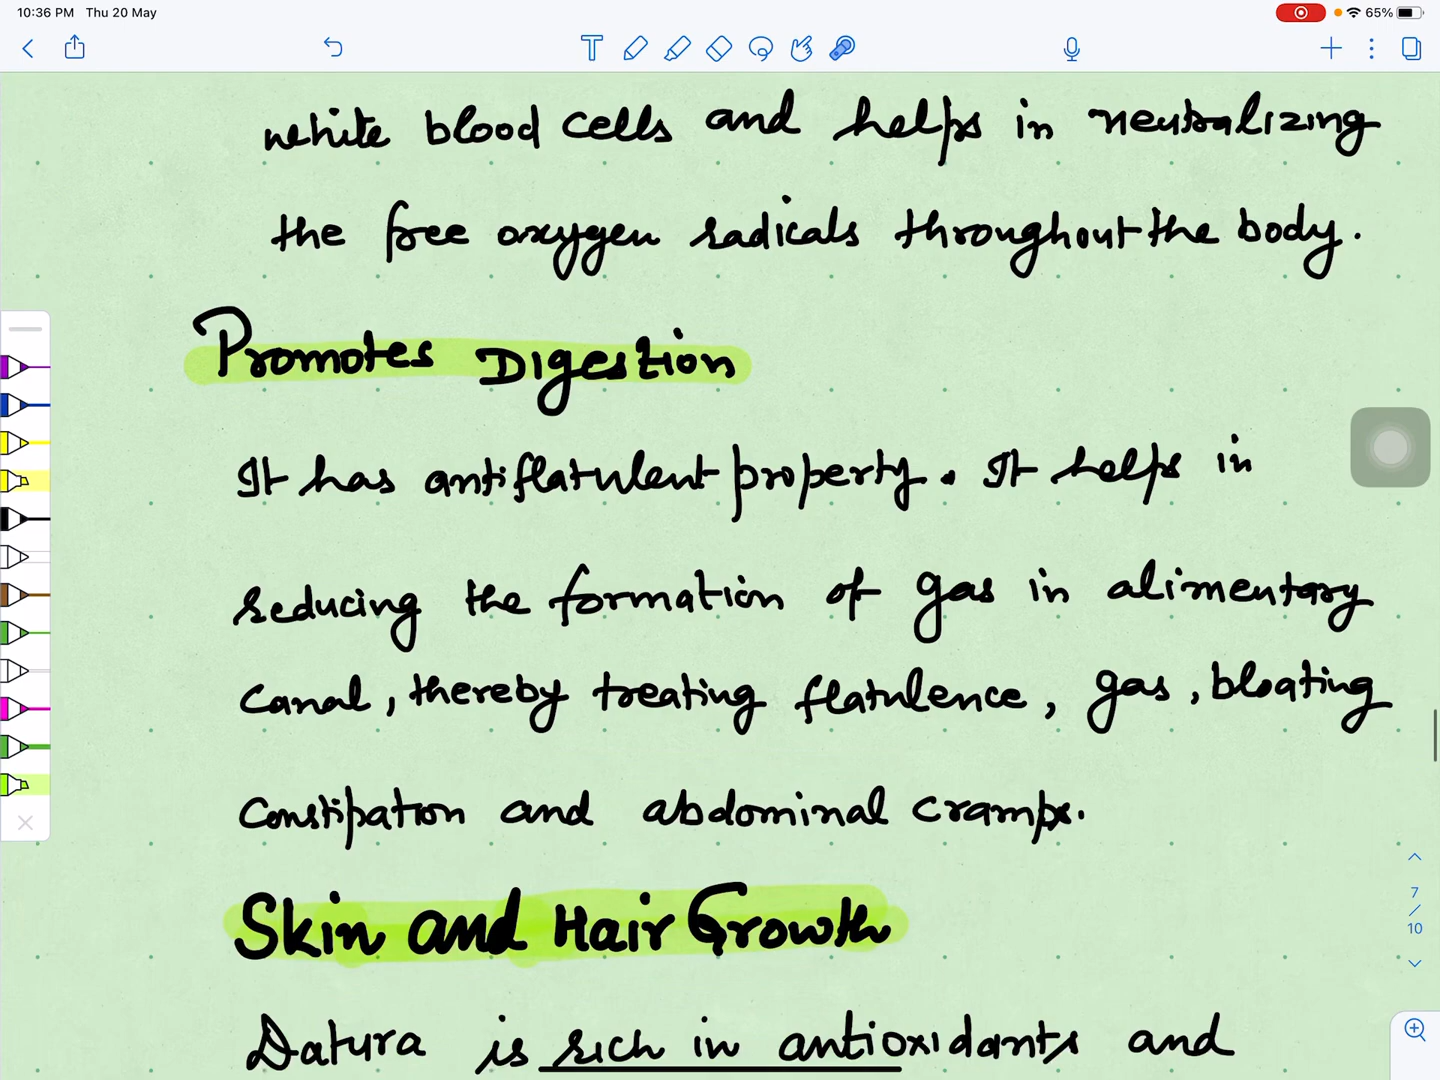 10:36 PM Thu 20 May 65%
white blood cells and helps in neutralizing
the free oxygen radicals throughout the body.
Promotes Digestion
It has antiflatulent property. It helps in
reducing the formation of gas in alimentary
canal, thereby treating flatulence, gas, bloating
constipation and abdominal cramps.
Skin and Hair Growth
Datura is rich in antioxidants and
7
/
10